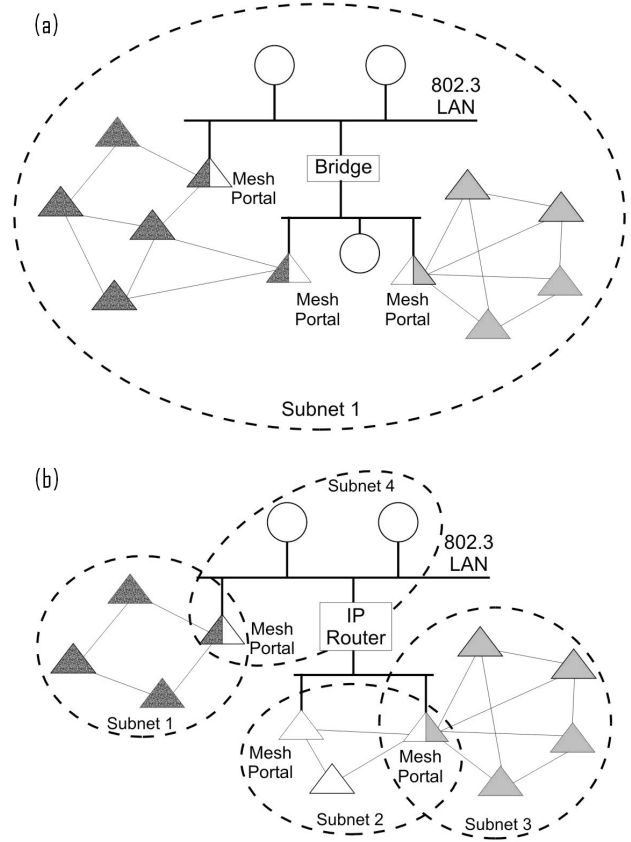 (a)
802.3
LAN
Mesh
Portal
Bridge
Mesh
Portal
Mesh
Portal
Subnet 1
(b)
Subnet 4
802.3
LAN
IP
Router
Mesh
Portal
Subnet 1
Mesh
Portal
Mesh
Portal
Subnet 2
Subnet 3